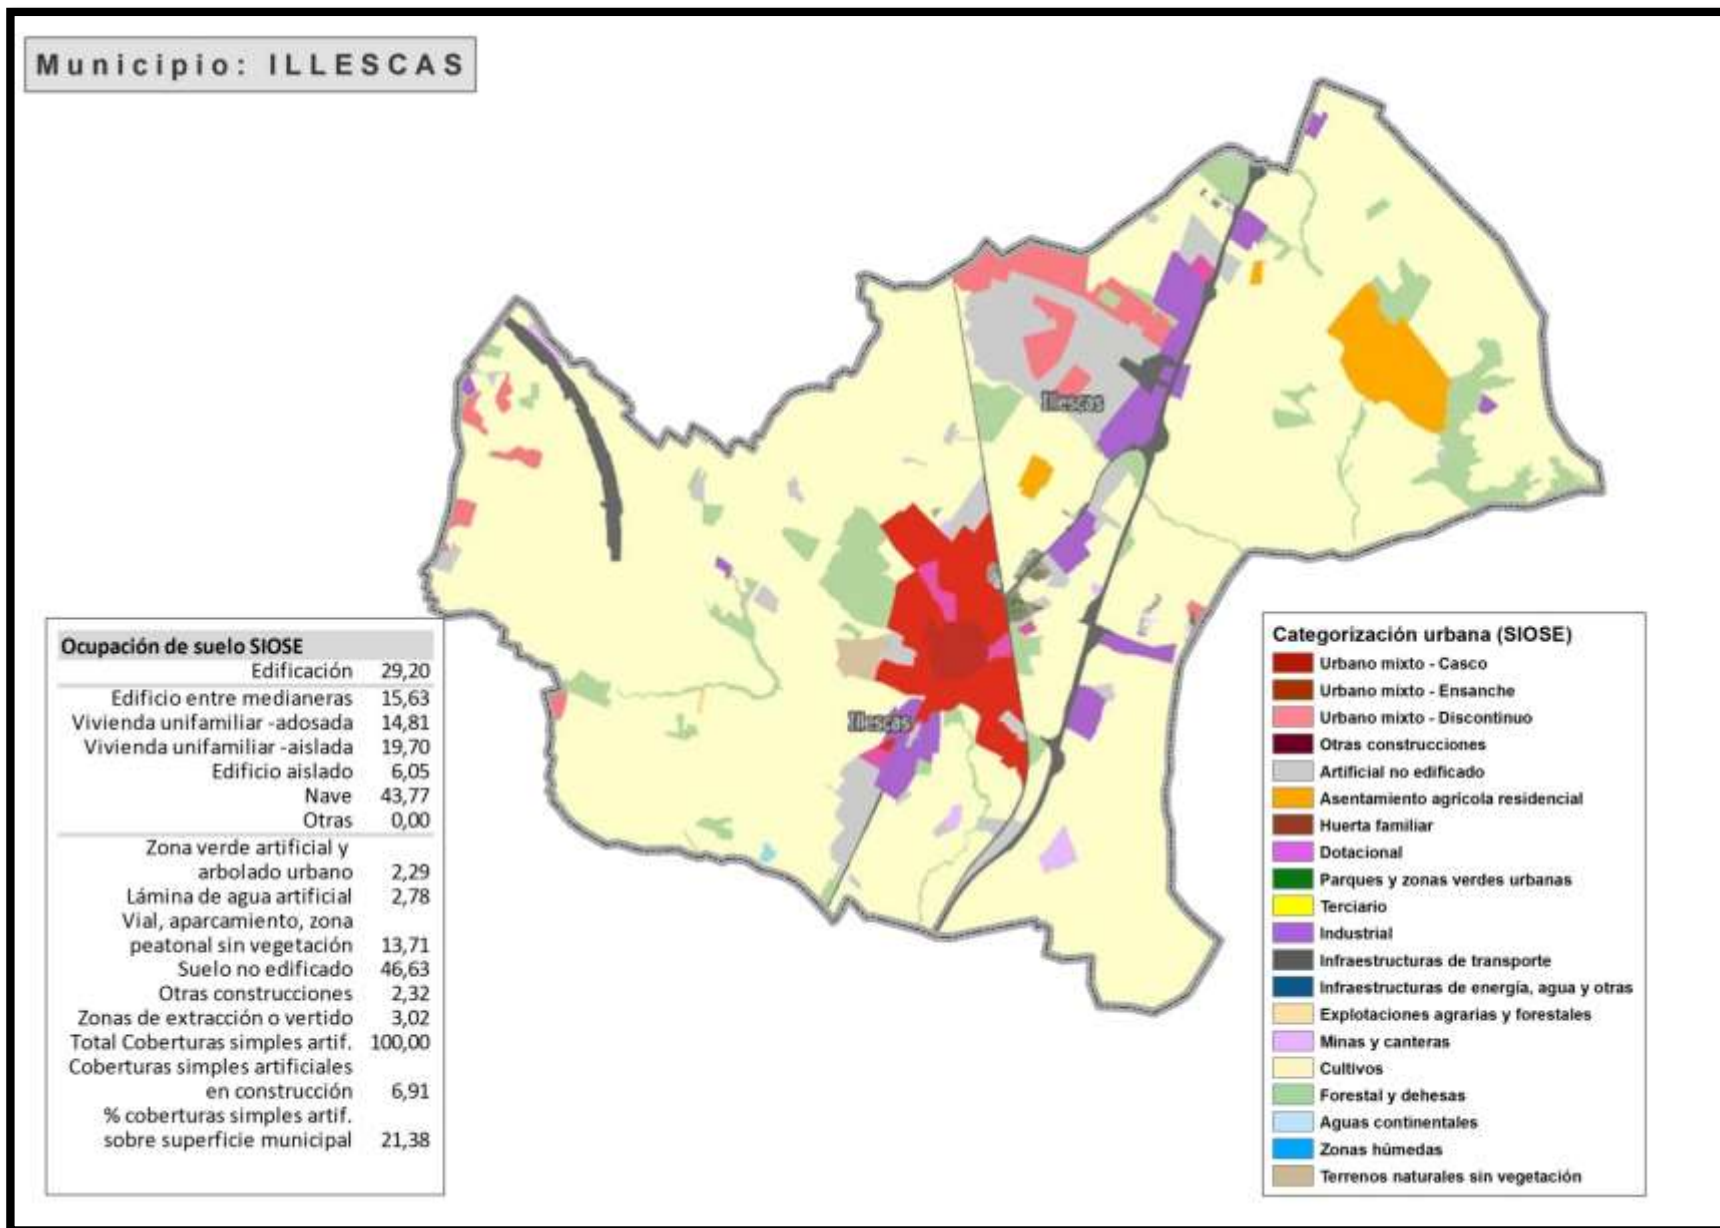 Municipio: ILLESCAS
Illescas
Illescas
Ocupación de suelo SIOSE
Edificación 29,20
Edificio entre medianeras 15,63
Vivienda unifamiliar -adosada 14,81
Vivienda unifamiliar -aislada 19,70
Edificio aislado 6,05
Nave 43,77
Otras 0,00
Zona verde artificial y
arbolado urbano 2,29
Lámina de agua artificial 2,78
Vial, aparcamiento, zona
peatonal sin vegetación 13,71
Suelo no edificado 46,63
Otras construcciones 2,32
Zonas de extracción o vertido 3,02
Total Coberturas simples artif. 100,00
Coberturas simples artificiales
en construcción 6,91
% coberturas simples artif.
sobre superficie municipal 21,38
Categorización urbana (SIOSE)
Urbano mixto - Casco
Urbano mixto - Ensanche
Urbano mixto - Discontinuo
Otras construcciones
Artificial no edificado
Asentamiento agrícola residencial
Huerta familiar
Dotacional
Parques y zonas verdes urbanas
Terciario
Industrial
Infraestructuras de transporte
Infraestructuras de energía, agua y otras
Explotaciones agrarias y forestales
Minas y canteras
Cultivos
Forestal y dehesas
Aguas continentales
Zonas húmedas
Terrenos naturales sin vegetación